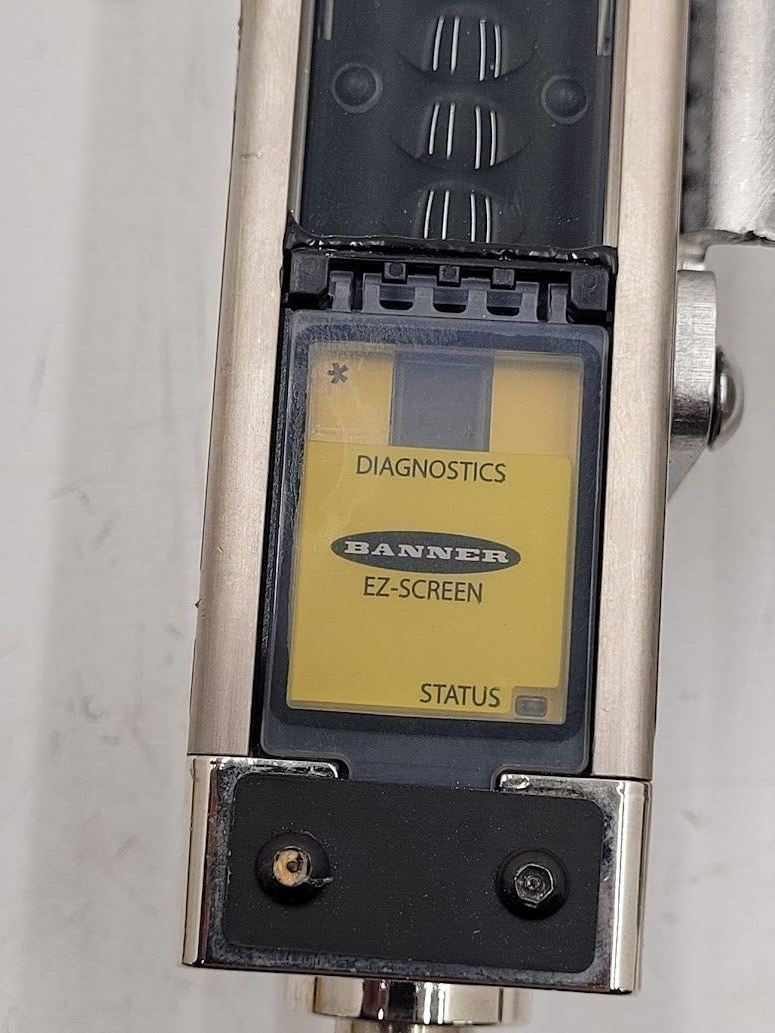 *
DIAGNOSTICS
BANNER
EZ-SCREEN
STATUS